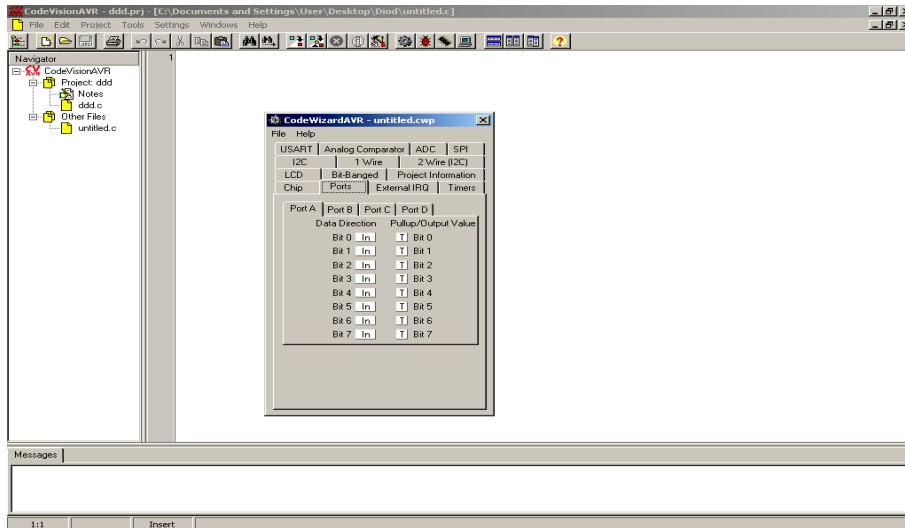 CodeVisionAVR - ddd.prj - [C:\Documents and Settings\User\Desktop\Diod\untitled.c]
File Edit Project Tools Settings Windows Help
Navigator
CodeVisionAVR
Project: ddd
Notes
ddd.c
Other Files
untitled.c
1
CodeWizardAVR - untitled.cwp
File Help
USART Analog Comparator ADC SPI
I2C 1 Wire 2 Wire (I2C)
LCD Bit-Banged Project Information
Chip Ports External IRQ Timers
Port A Port B Port C Port D
Data Direction Pullup/Output Value
Bit 0 In T Bit 0
Bit 1 In T Bit 1
Bit 2 In T Bit 2
Bit 3 In T Bit 3
Bit 4 In T Bit 4
Bit 5 In T Bit 5
Bit 6 In T Bit 6
Bit 7 In T Bit 7
Messages
1:1 Insert